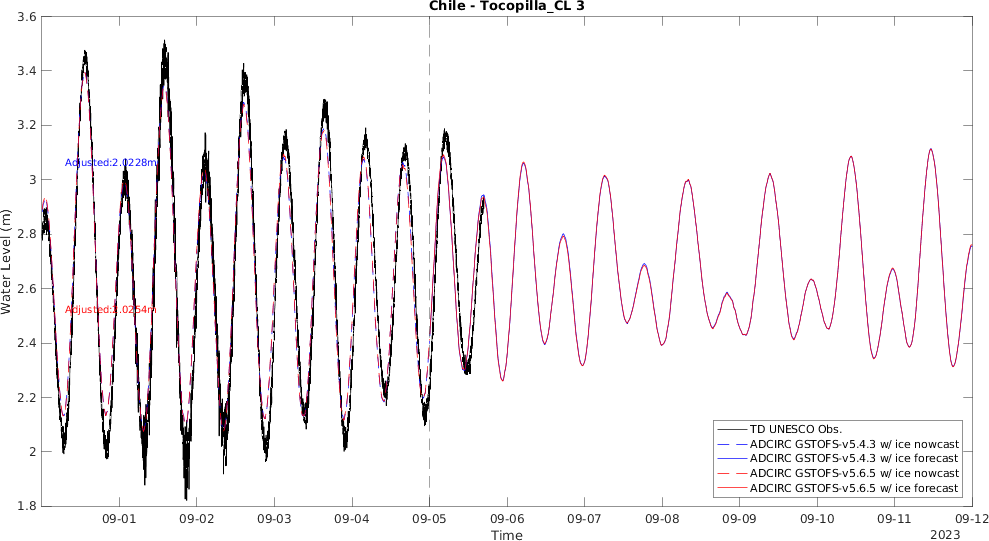 Chile - Tocopilla_CL 3
3.6
3.4
3.2
3
2.8
2.6
2.4
2.2
2
1.8
Water Level (m)
Adjusted:2.0228m
TD UNESCO Obs.
ADCIRC GSTOFS-v5.4.3 w/ ice nowcast
ADCIRC GSTOFS-v5.4.3 w/ ice forecast
ADCIRC GSTOFS-v5.6.5 w/ ice nowcast
ADCIRC GSTOFS-v5.6.5 w/ ice forecast
09-01 09-02 09-03 09-04 09-05 09-06 09-07 09-08 09-09 09-10 09-11 09-12
Time
2023